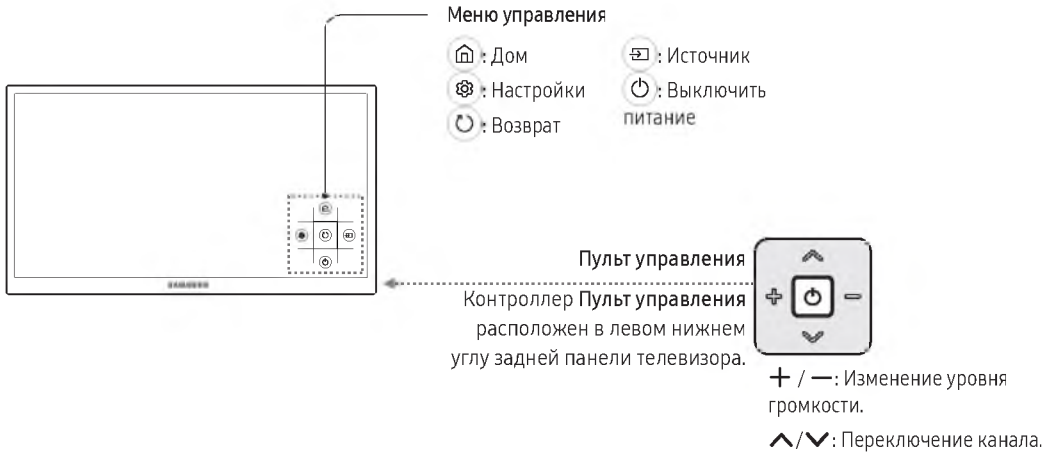 Меню управления
: Дом
: Источник
: Настройки
: Выключить
питание
: Возврат
SAMSUNG
Пульт управления
Контроллер Пульт управления
расположен в левом нижнем
углу задней панели телевизора.
+ / —: Изменение уровня
громкости.
∧/∨: Переключение канала.